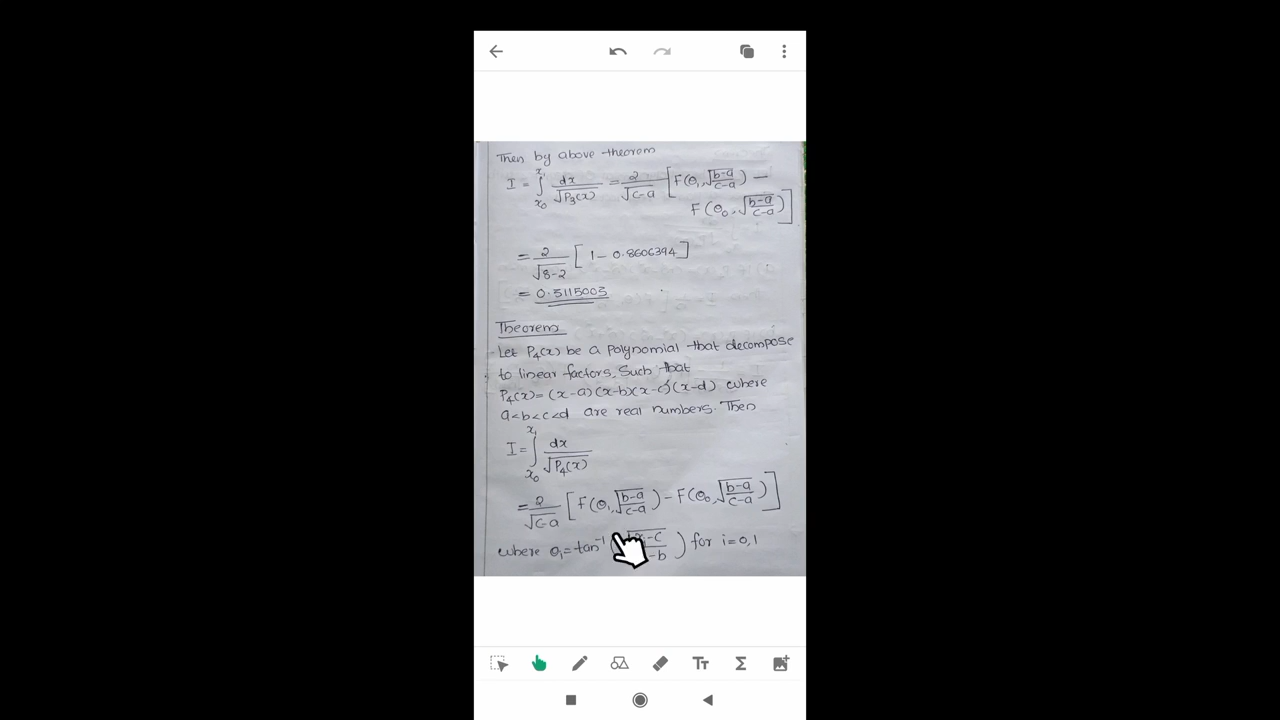 Then by above theorem
I = ∫_{x₀}^{x₁} dx/√P₃(x) = 2/√c-a [F(θ₁, √(b-a)/(c-a)) −
F(θ₀, √(b-a)/(c-a))]
= 2/√8-2 [1 − 0.8606394]
= 0.5115003
Theorem
Let P₄(x) be a polynomial that decompose
to linear factors. Such that
P₄(x) = (x-a)(x-b)(x-c)(x-d) where
a<b<c<d are real numbers. Then
I = ∫_{x₀}^{x₁} dx/√P₄(x)
= 2/√c-a [F(θ₁, √(b-a)/(c-a)) − F(θ₀, √(b-a)/(c-a))]
where θᵢ = tan⁻¹ ( -c / -b ) for i=0,1
Tт
Σ